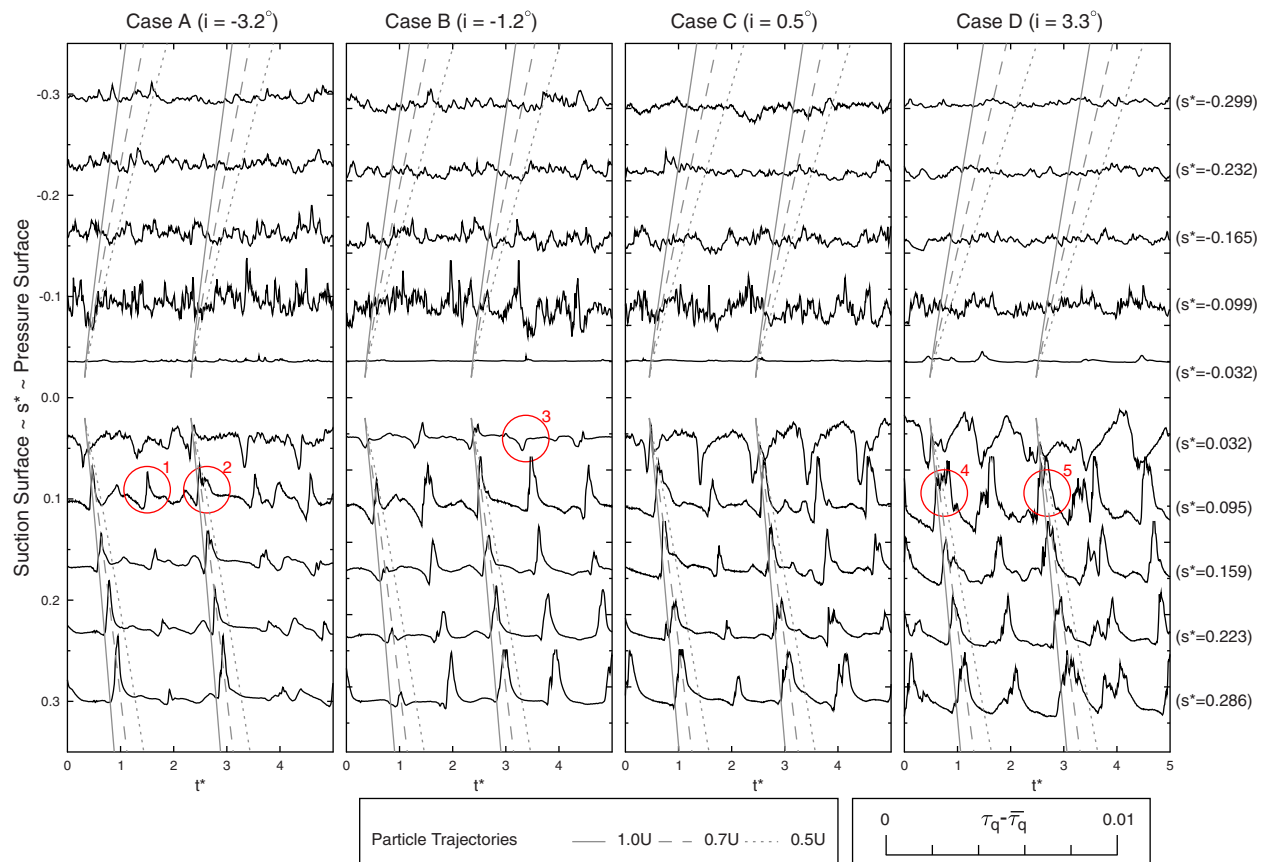 Case A (i = -3.2°) Case B (i = -1.2°) Case C (i = 0.5°) Case D (i = 3.3°)
Suction Surface ~ s* ~ Pressure Surface
-0.3 (s*=-0.299)
-0.2 (s*=-0.232)
(s*=-0.165)
-0.1 (s*=-0.099)
(s*=-0.032)
0.0
3 (s*=0.032)
1 2 4 5
0.1 (s*=0.095)
(s*=0.159)
0.2 (s*=0.223)
(s*=0.286)
0.3
0 1 2 3 4 0 1 2 3 4 0 1 2 3 4 0 1 2 3 4 5
t* t* t* t*
Particle Trajectories 1.0U 0.7U 0.5U
0 τq-τ̅q 0.01